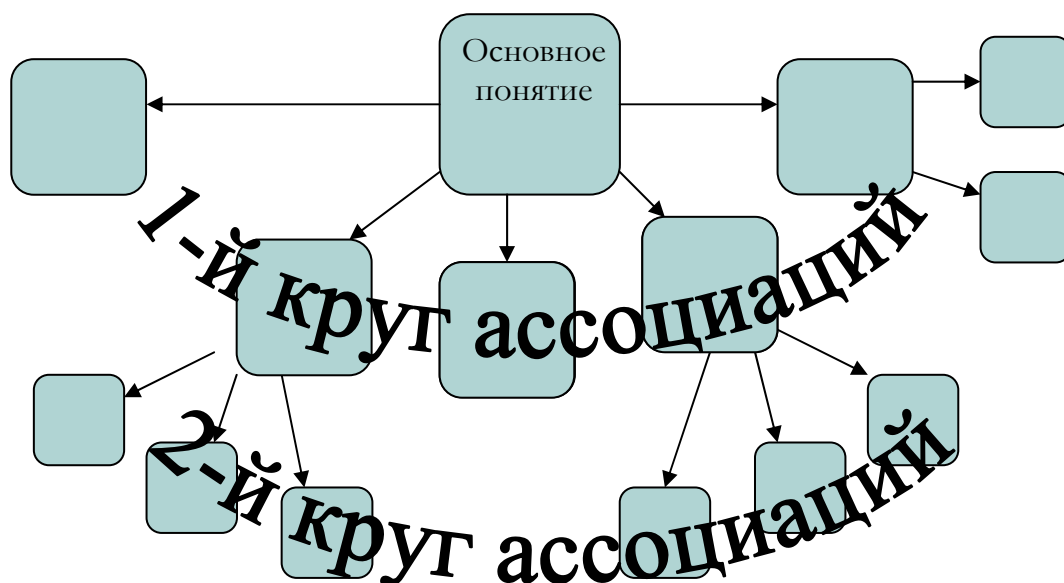 Основное
понятие
1-й круг ассоциаций
2-й круг ассоциаций